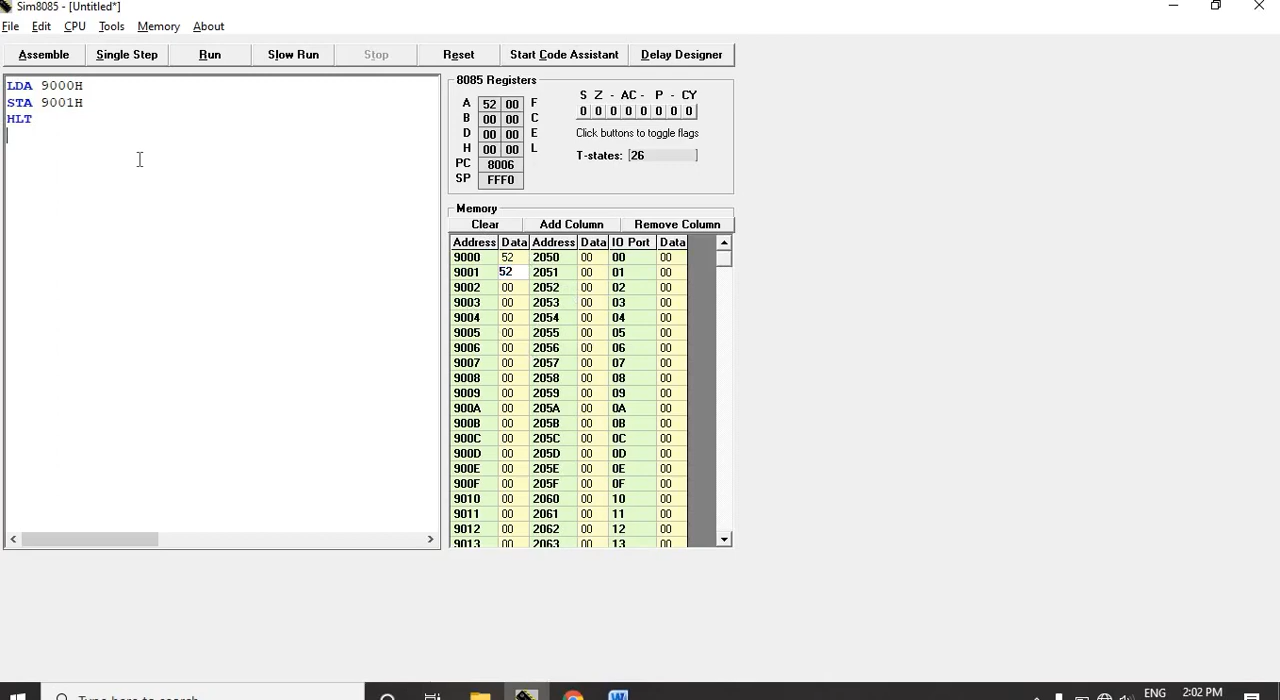 Sim8085 - [Untitled*]
File Edit CPU Tools Memory About
Assemble Single Step Run Slow Run Stop Reset Start Code Assistant Delay Designer
LDA 9000H
STA 9001H
HLT
8085 Registers
A 52 00 F
B 00 00 C
D 00 00 E
H 00 00 L
PC 8006
SP FFF0
S Z - AC - P - CY
0 0 0 0 0 0 0 0
Click buttons to toggle flags
T-states: 26
Memory
Clear Add Column Remove Column
Address Data Address Data IO Port Data
9000 52 2050 00 00 00
9001 52 2051 00 01 00
9002 00 2052 00 02 00
9003 00 2053 00 03 00
9004 00 2054 00 04 00
9005 00 2055 00 05 00
9006 00 2056 00 06 00
9007 00 2057 00 07 00
9008 00 2058 00 08 00
9009 00 2059 00 09 00
900A 00 205A 00 0A 00
900B 00 205B 00 0B 00
900C 00 205C 00 0C 00
900D 00 205D 00 0D 00
900E 00 205E 00 0E 00
900F 00 205F 00 0F 00
9010 00 2060 00 10 00
9011 00 2061 00 11 00
9012 00 2062 00 12 00
9013 00 2063 00 13 00
Type here to search
ENG 2:02 PM